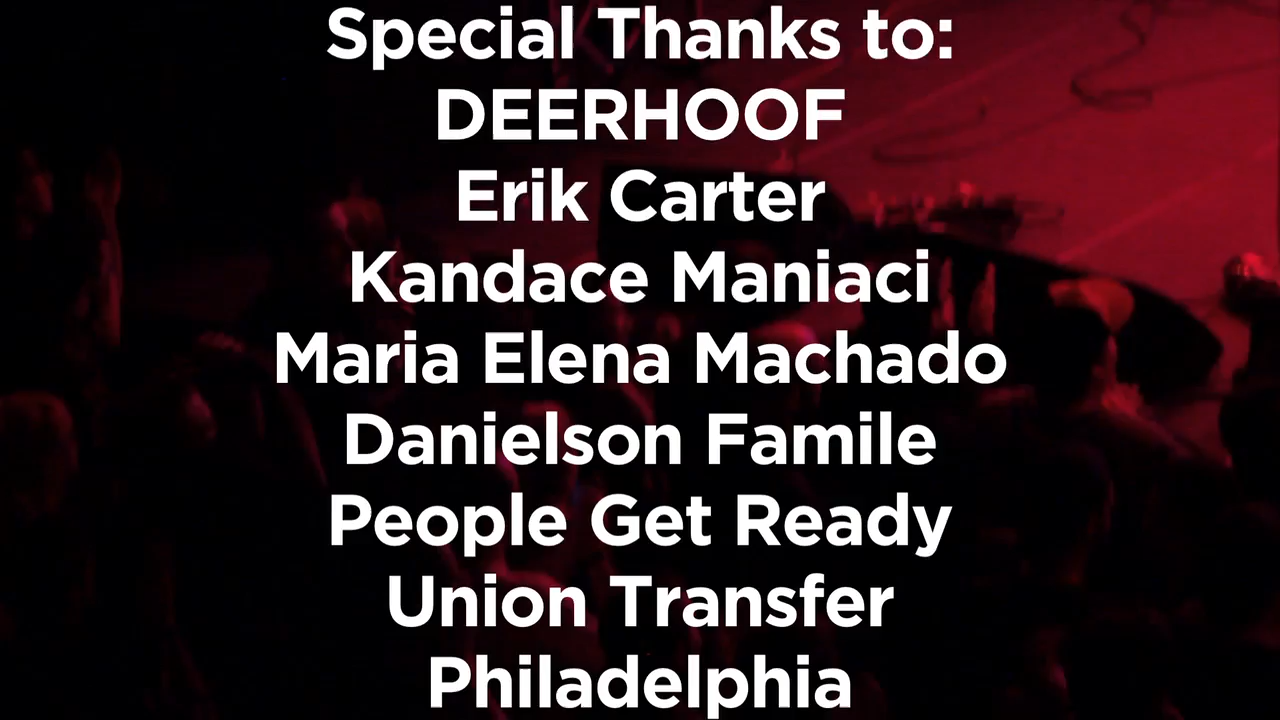 Special Thanks to:
DEERHOOF
Erik Carter
Kandace Maniaci
Maria Elena Machado
Danielson Famile
People Get Ready
Union Transfer
Philadelphia